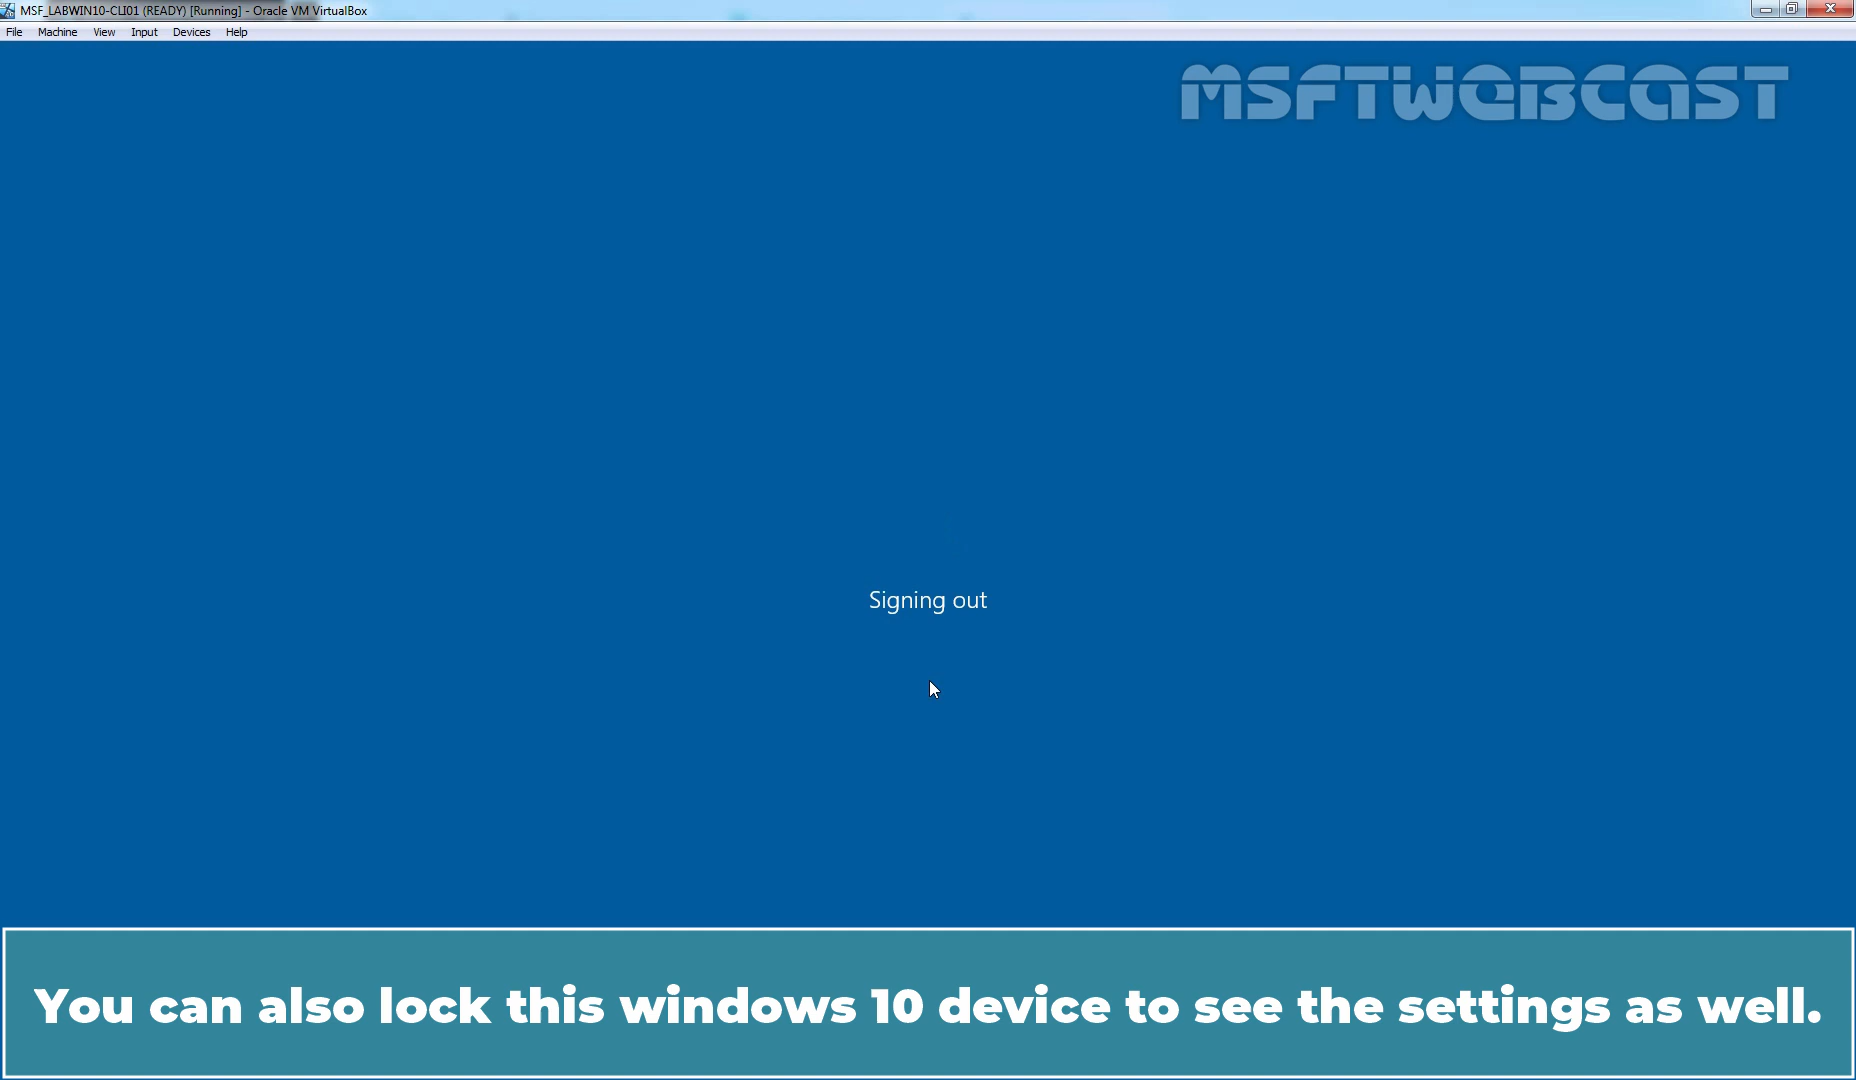 MSF_LABWIN10-CLI01 (READY) [Running] - Oracle VM VirtualBox
File Machine View Input Devices Help
MSFTWEBCAST
Signing out
You can also lock this windows 10 device to see the settings as well.